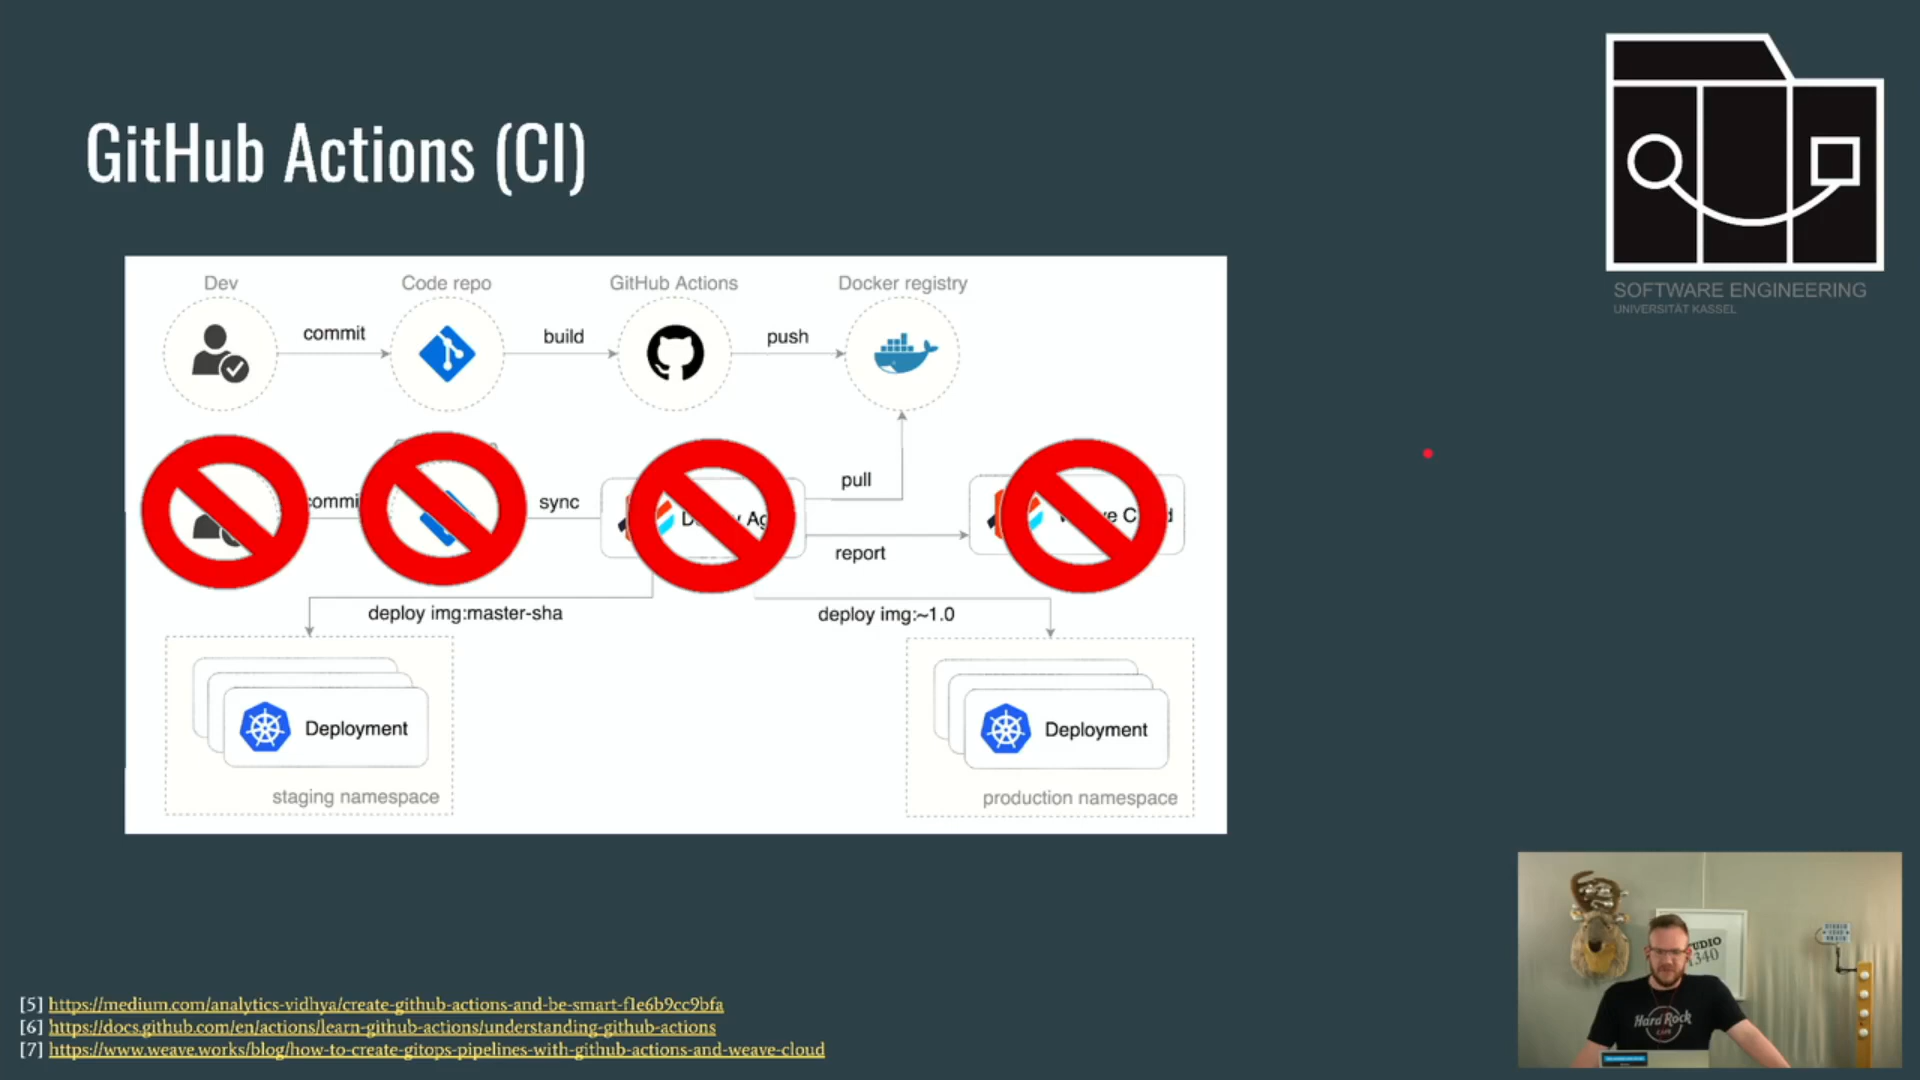 GitHub Actions (CI)
SOFTWARE ENGINEERING
UNIVERSITÄT KASSEL
Dev
Code repo
GitHub Actions
Docker registry
commit
build
push
sync
pull
report
deploy img:master-sha
deploy img:~1.0
Deployment
staging namespace
Deployment
production namespace
Hard Rock
[5] https://medium.com/analytics-vidhya/create-github-actions-and-be-smart-f1e6b9cc9bfa
[6] https://docs.github.com/en/actions/learn-github-actions/understanding-github-actions
[7] https://www.weave.works/blog/how-to-create-gitops-pipelines-with-github-actions-and-weave-cloud